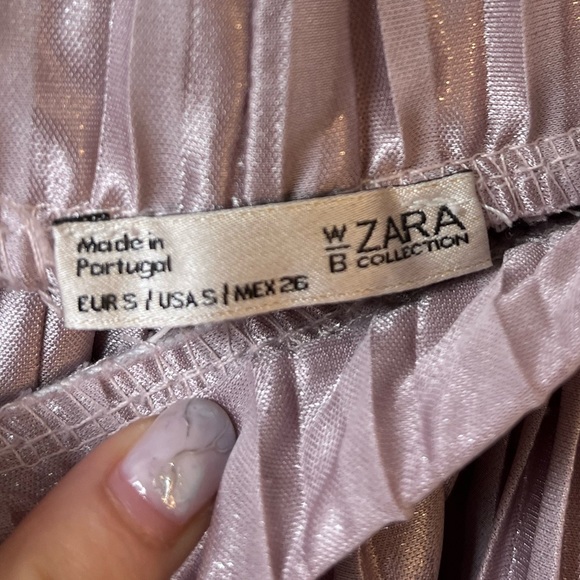 Made in
Portugal
EUR S / USA S / MEX 26
W/B ZARA
COLLECTION